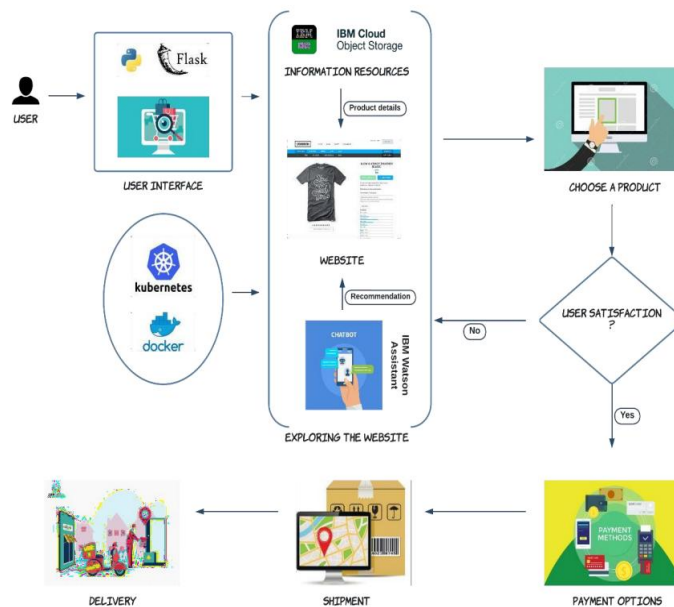 IBM Cloud
Object Storage
Flask
INFORMATION RESOURCES
Product details
USER
USER INTERFACE
CHOOSE A PRODUCT
WEBSITE
kubernetes
docker
Recommendation
CHATBOT
IBM Watson
Assistant
No
USER SATISFACTION
?
Yes
EXPLORING THE WEBSITE
PAYMENT
METHODS
DELIVERY
SHIPMENT
PAYMENT OPTIONS